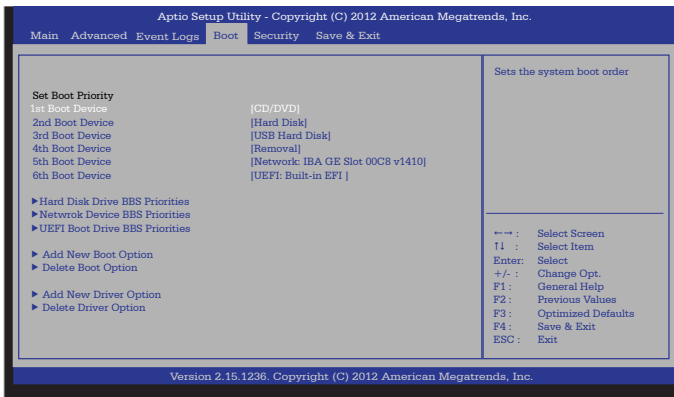 Aptio Setup Utility - Copyright (C) 2012 American Megatrends, Inc.
Main Advanced Event Logs Boot Security Save & Exit
Sets the system boot order
Set Boot Priority
1st Boot Device [CD/DVD]
2nd Boot Device [Hard Disk]
3rd Boot Device [USB Hard Disk]
4th Boot Device [Removal]
5th Boot Device [Network: IBA GE Slot 00C8 v1410]
6th Boot Device [UEFI: Built-in EFI ]
▶Hard Disk Drive BBS Priorities
▶Netwrok Device BBS Priorities
▶UEFI Boot Drive BBS Priorities
▶ Add New Boot Option
▶ Delete Boot Option
▶ Add New Driver Option
▶ Delete Driver Option
←→ : Select Screen
↑↓ : Select Item
Enter: Select
+/- : Change Opt.
F1 : General Help
F2 : Previous Values
F3 : Optimized Defaults
F4 : Save & Exit
ESC : Exit
Version 2.15.1236. Copyright (C) 2012 American Megatrends, Inc.